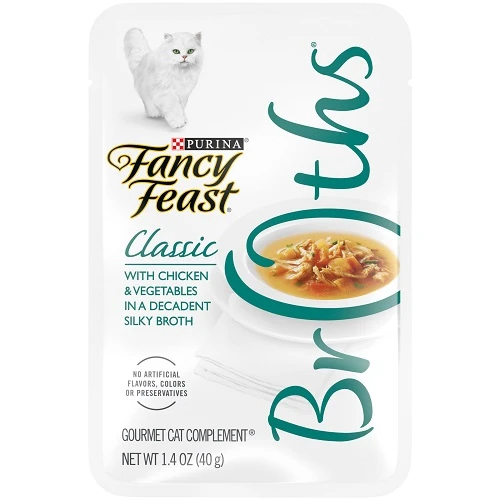 PURINA
Fancy
Feast®
Classic
WITH CHICKEN
& VEGETABLES
IN A DECADENT
SILKY BROTH
NO ARTIFICIAL
FLAVORS, COLORS
OR PRESERVATIVES
GOURMET CAT COMPLEMENT®
NET WT 1.4 OZ (40 g)
Broths®